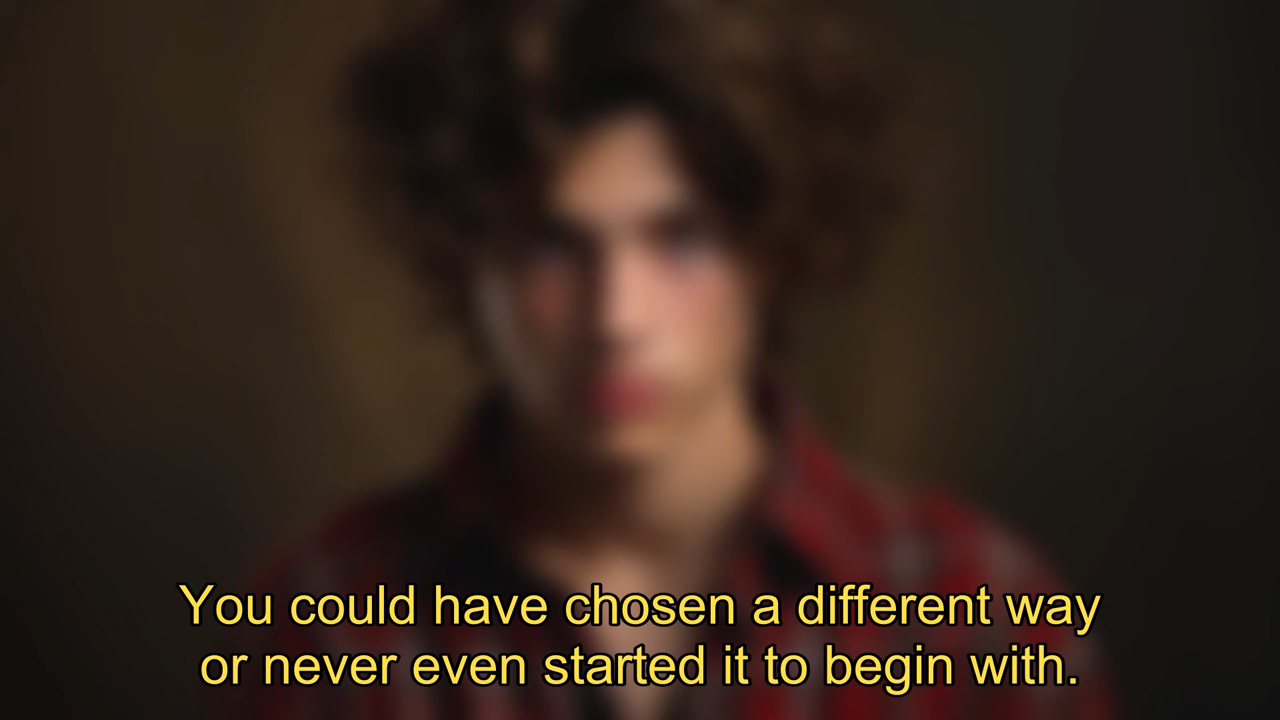 You could have chosen a different way
or never even started it to begin with.